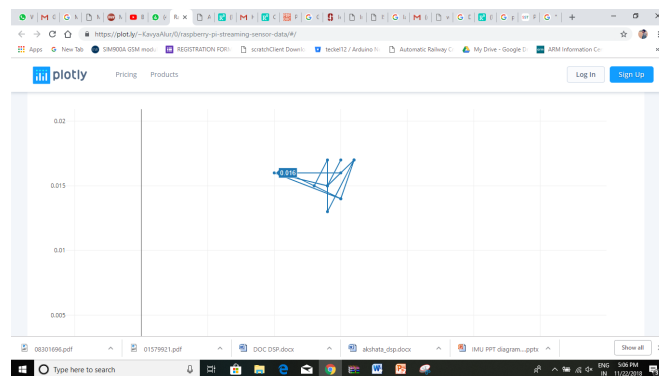 https://plot.ly/~KavyaAlur/0/raspberry-pi-streaming-sensor-data/#/
Apps G New Tab SIM900A GSM modu REGISTRATION FOR scratchClient Downlo teckel12 / Arduino N Automatic Railway C My Drive - Google D ARM Information Ce
plotly Pricing Products Log In Sign Up
0.02
0.016
0.015
0.01
0.005
08301696.pdf 01579921.pdf DOC DSP.docx akshata_dsp.docx IMU PPT diagram....pptx Show all
Type here to search ENG 5:06 PM
IN 11/22/2018